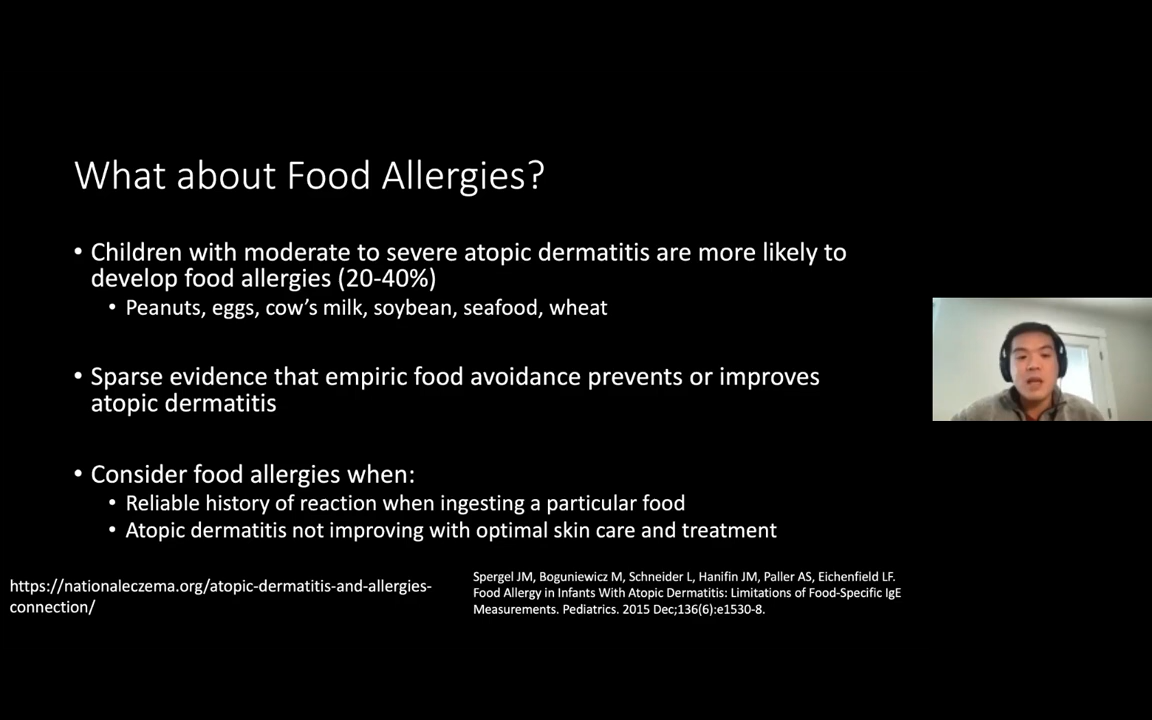 What about Food Allergies?
• Children with moderate to severe atopic dermatitis are more likely to
develop food allergies (20-40%)
• Peanuts, eggs, cow’s milk, soybean, seafood, wheat
• Sparse evidence that empiric food avoidance prevents or improves
atopic dermatitis
• Consider food allergies when:
• Reliable history of reaction when ingesting a particular food
• Atopic dermatitis not improving with optimal skin care and treatment
https://nationaleczema.org/atopic-dermatitis-and-allergies-
connection/
Spergel JM, Boguniewicz M, Schneider L, Hanifin JM, Paller AS, Eichenfield LF.
Food Allergy in Infants With Atopic Dermatitis: Limitations of Food-Specific IgE
Measurements. Pediatrics. 2015 Dec;136(6):e1530-8.